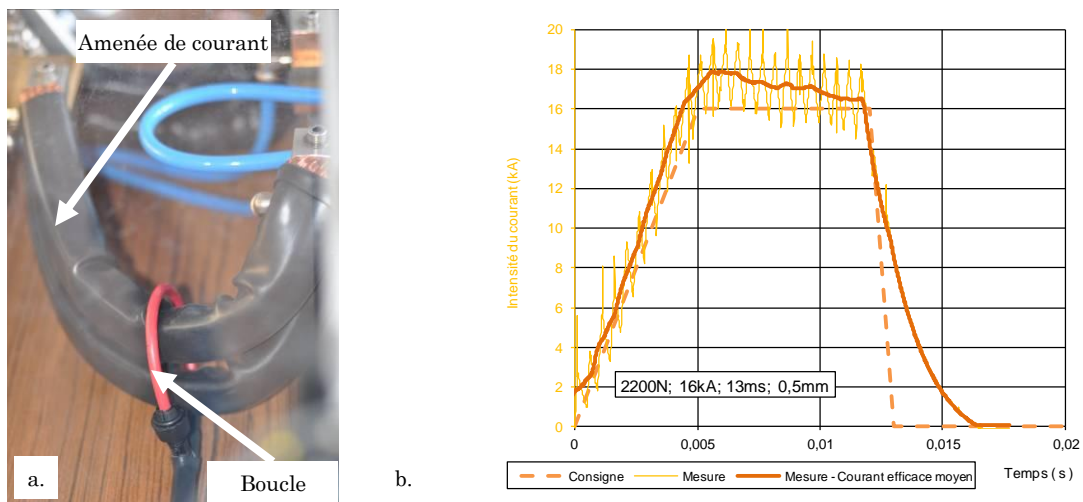 Amenée de courant
a.
Boucle
b.
Intensité du courant (kA)
20
18
16
14
12
10
8
6
4
2
0
2200N; 16kA; 13ms; 0,5mm
0
0,005
0,01
0,015
0,02
Consigne
Mesure
Mesure - Courant efficace moyen
Temps (s)